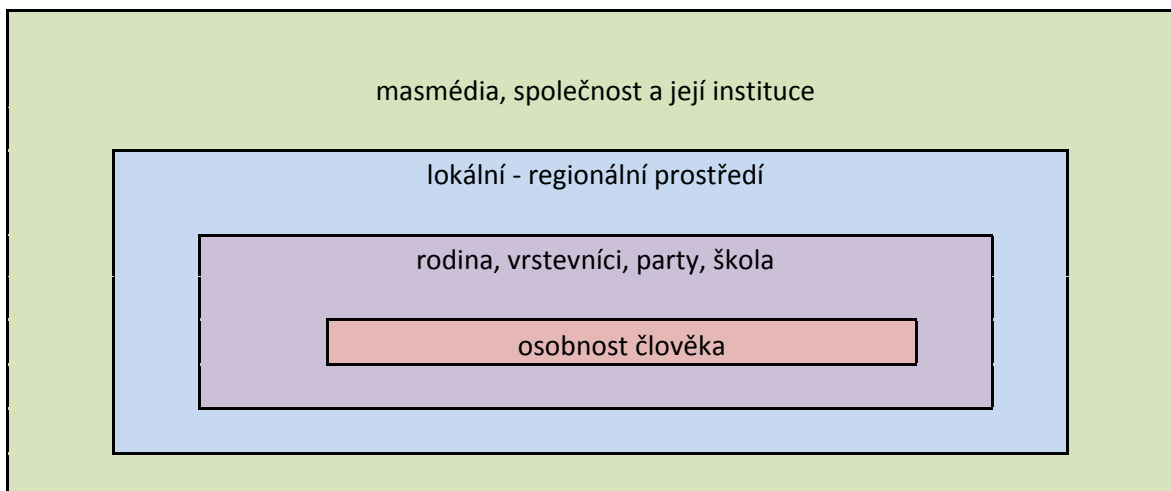 masmédia, společnost a její instituce
lokální - regionální prostředí
rodina, vrstevníci, party, škola
osobnost člověka